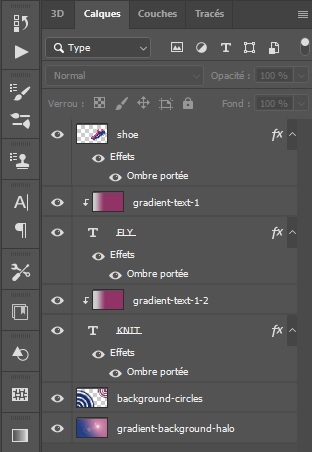 3D Calques Couches Tracés
Type T
Normal Opacité : 100 %
Verrou : Fond : 100 %
shoe fx
Effets
Ombre portée
gradient-text-1
T FLY fx
Effets
Ombre portée
gradient-text-1-2
T KNIT fx
Effets
Ombre portée
background-circles
gradient-background-halo
A